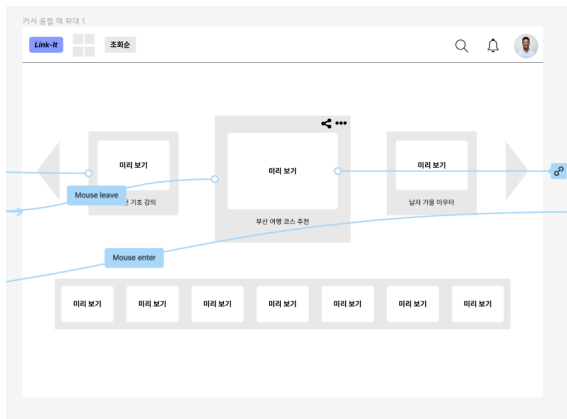 커서 올릴 때 확대 1
Link-it
조회순
미리 보기
미리 보기
미리 보기
Mouse leave
기초 강의
부산 여행 코스 추천
남자 가을 아우터
Mouse enter
미리 보기 미리 보기 미리 보기 미리 보기 미리 보기 미리 보기 미리 보기